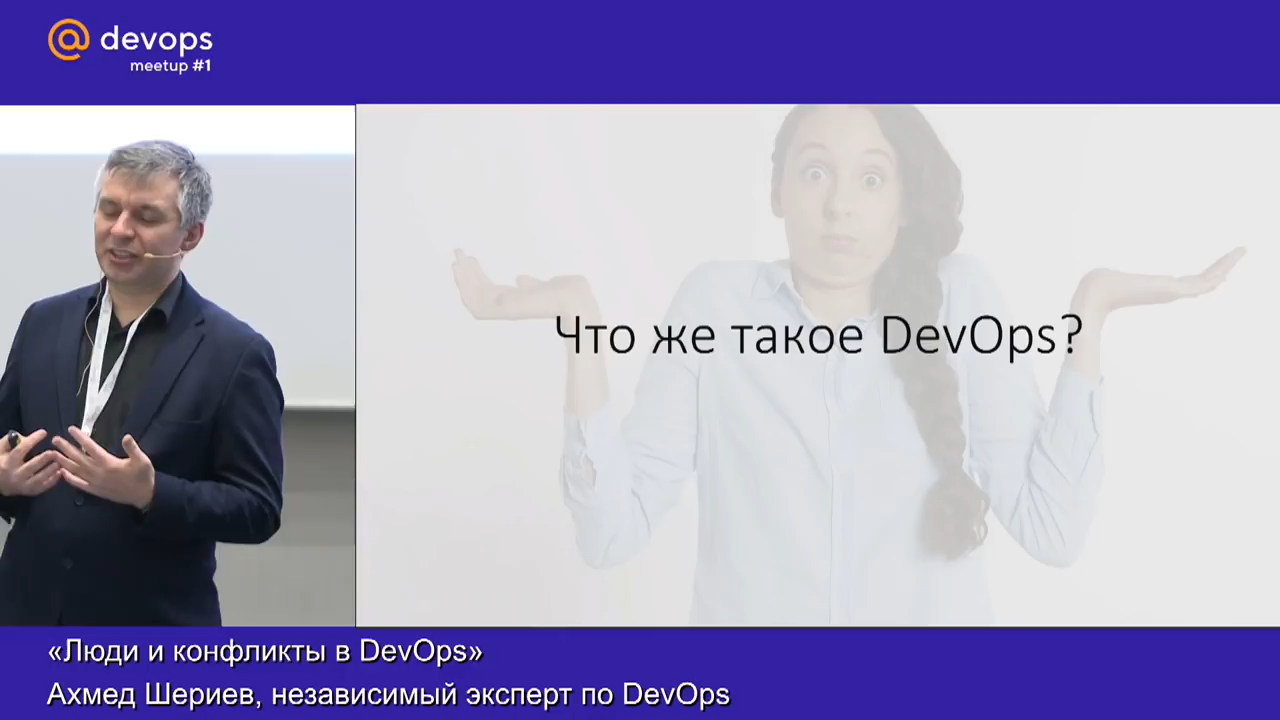 @ devops
meetup #1
Что же такое DevOps?
«Люди и конфликты в DevOps»
Ахмед Шериев, независимый эксперт по DevOps